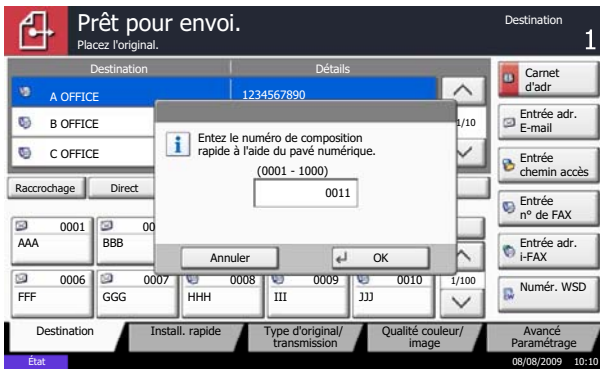 Prêt pour envoi.
Placez l'original.
Destination
1
Destination
Détails
A OFFICE
1234567890
B OFFICE
C OFFICE
1/10
Entez le numéro de composition
rapide à l'aide du pavé numérique.
(0001 - 1000)
0011
Annuler
OK
Raccrochage
Direct
0001
AAA
BBB
0006
FFF
0007
GGG
0008
HHH
0009
III
0010
JJJ
1/100
Carnet
d'adr
Entrée adr.
E-mail
Entrée
chemin accès
Entrée
n° de FAX
Entrée adr.
i-FAX
Numér. WSD
Destination
Install. rapide
Type d'original/
transmission
Qualité couleur/
image
Avancé
Paramétrage
État
08/08/2009 10:10